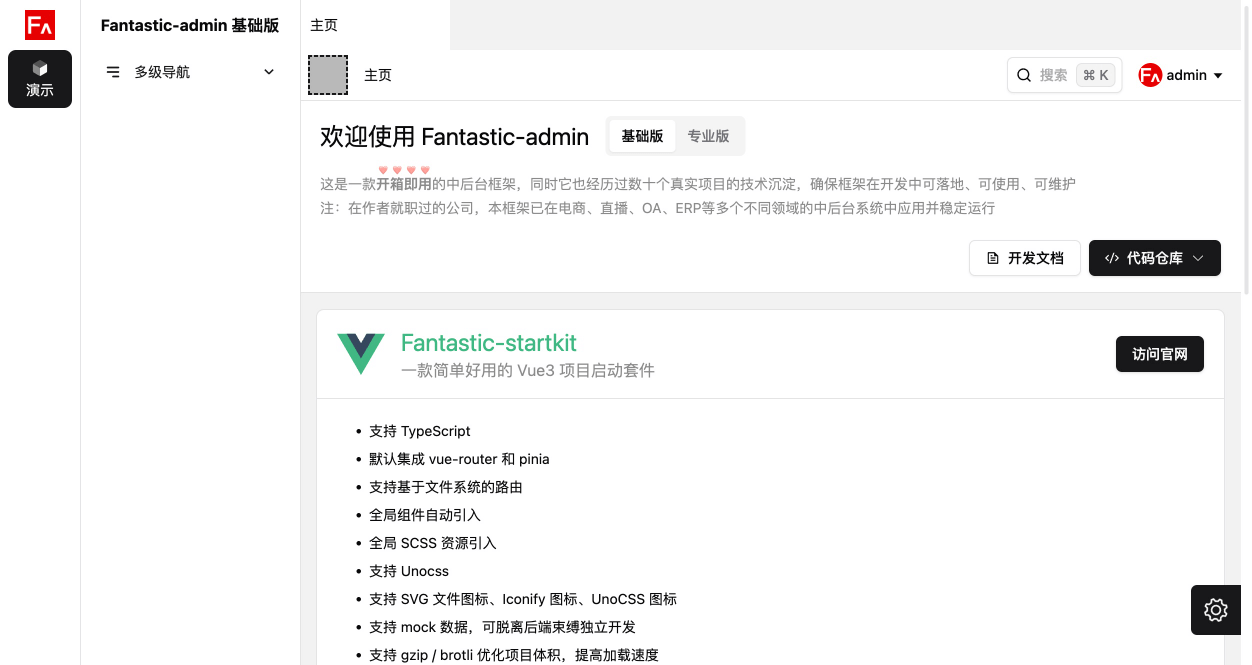 Fantastic-admin 基础版
主页
演示
多级导航
主页
搜索 ⌘ K
admin
欢迎使用 Fantastic-admin
基础版
专业版
这是一款开箱即用的中后台框架，同时它也经历过数十个真实项目的技术沉淀，确保框架在开发中可落地、可使用、可维护
注：在作者就职过的公司，本框架已在电商、直播、OA、ERP等多个不同领域的中后台系统中应用并稳定运行
开发文档
代码仓库
Fantastic-startkit
一款简单好用的 Vue3 项目启动套件
访问官网
• 支持 TypeScript
• 默认集成 vue-router 和 pinia
• 支持基于文件系统的路由
• 全局组件自动引入
• 全局 SCSS 资源引入
• 支持 Unocss
• 支持 SVG 文件图标、Iconify 图标、UnoCSS 图标
• 支持 mock 数据，可脱离后端束缚独立开发
• 支持 gzip / brotli 优化项目体积，提高加载速度